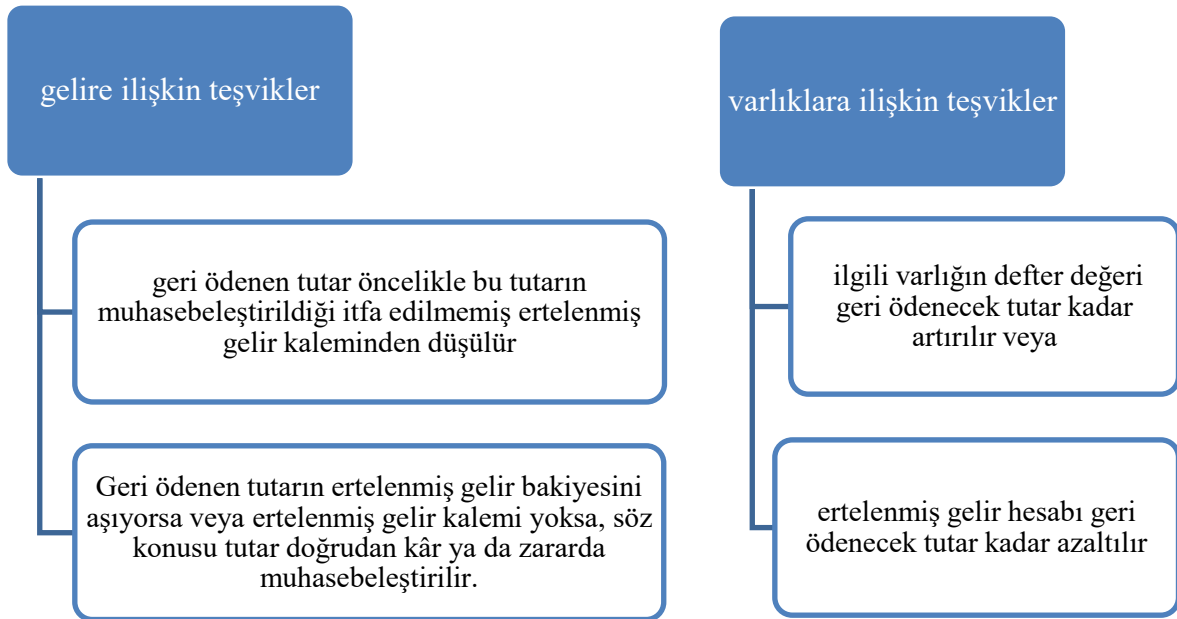 gelire ilişkin teşvikler
geri ödenen tutar öncelikle bu tutarın
muhasebeleştirildiği itfa edilmemiş ertelenmiş
gelir kaleminden düşülür
Geri ödenen tutarın ertelenmiş gelir bakiyesini
aşıyorsa veya ertelenmiş gelir kalemi yoksa, söz
konusu tutar doğrudan kâr ya da zararda
muhasebeleştirilir.
varlıklara ilişkin teşvikler
ilgili varlığın defter değeri
geri ödenecek tutar kadar
artırılır veya
ertelenmiş gelir hesabı geri
ödenecek tutar kadar azaltılır